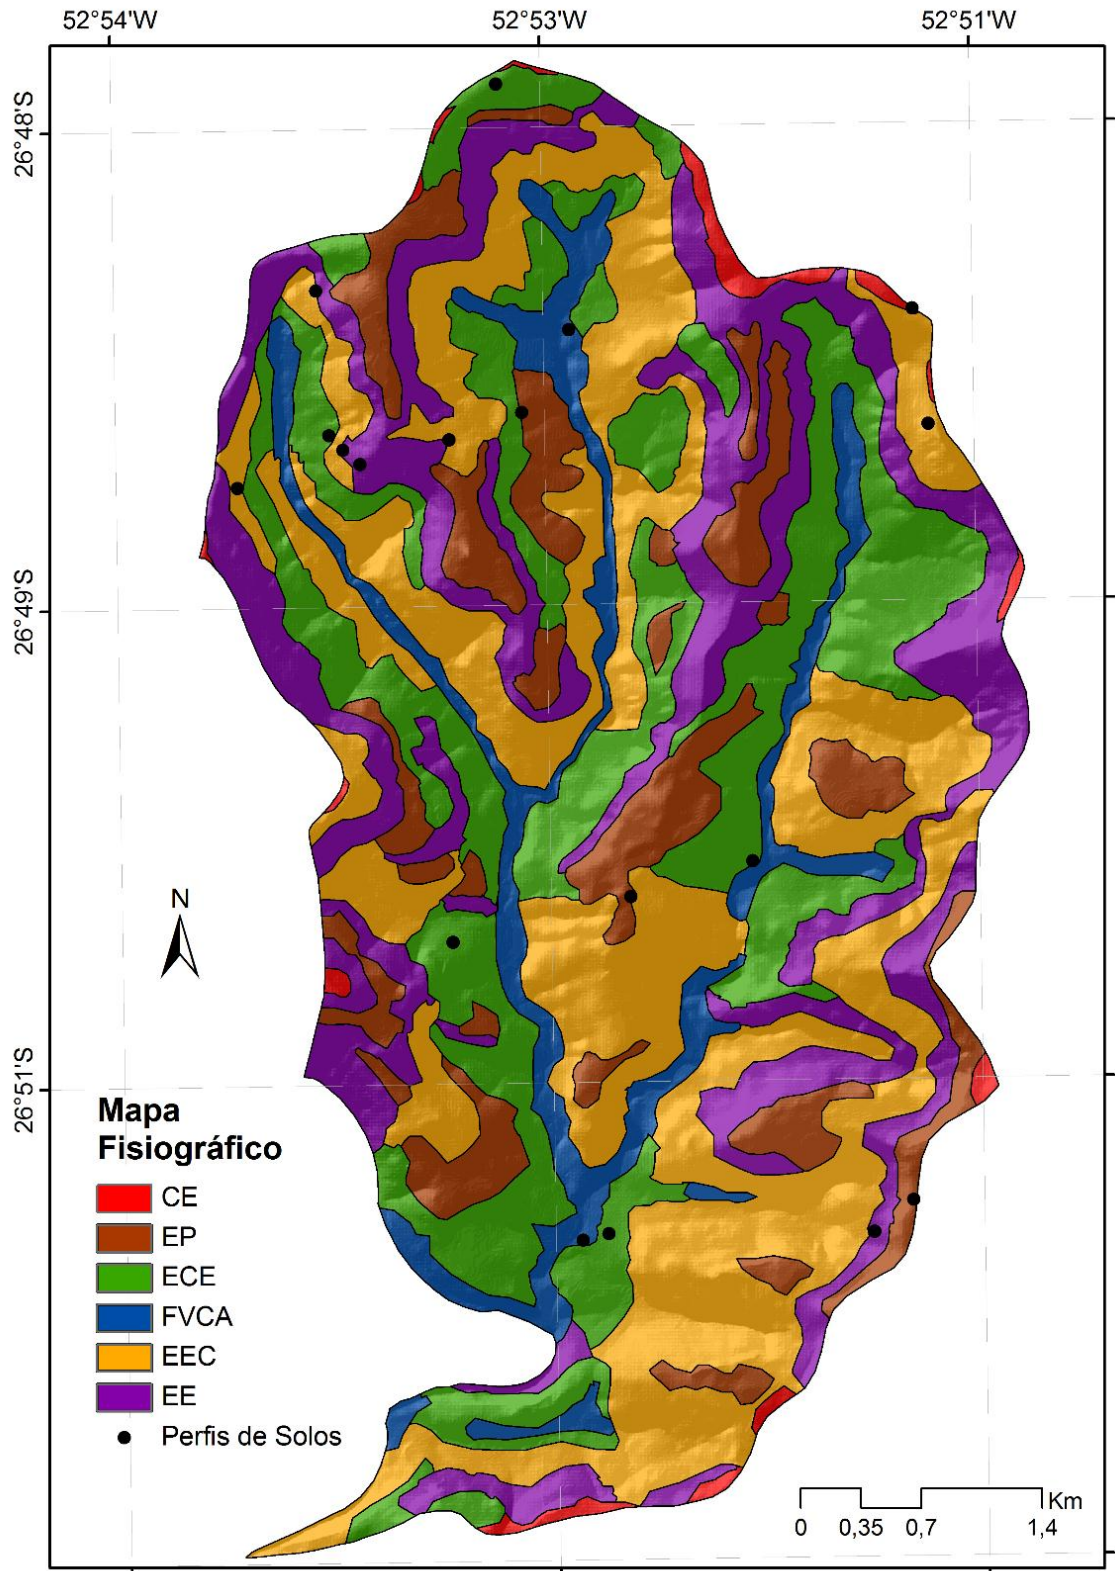 52°54'W 52°53'W 52°51'W
26°48'S
26°49'S
N
26°51'S
Mapa
Fisiográfico
CE
EP
ECE
FVCA
EEC
EE
Perfis de Solos
Km
0 0,35 0,7 1,4